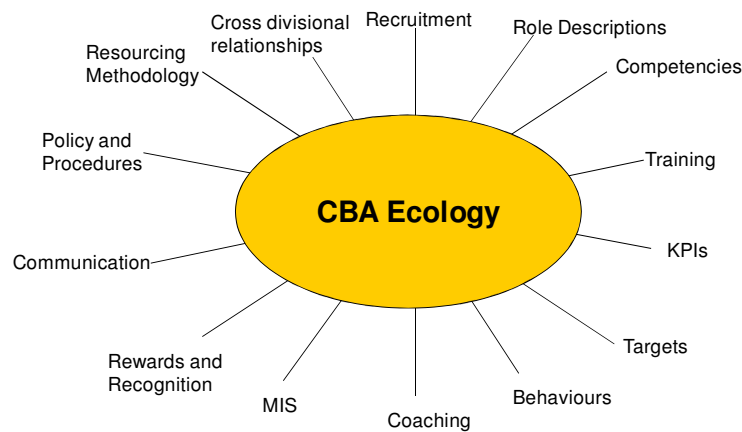 Recruitment
Cross divisional
relationships
Role Descriptions
Resourcing
Methodology
Competencies
Policy and
Procedures
Training
CBA Ecology
KPIs
Communication
Targets
Rewards and
Recognition
Behaviours
MIS
Coaching